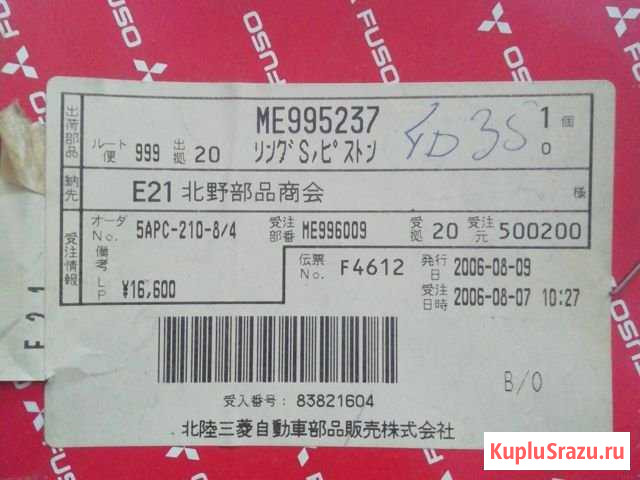 FUSO FUSO FUSO FUSO
出荷部品 ME995237 1 個
ルート便 999 出拠 20 リングS,ピストン 4D35 0
納先 E21 北野部品商会 様
受注情報 オーダNo. 5APC-210-8/4 受注部番 ME996009 受拠 20 受注元 500200
備考 LP ¥16,600 伝票No. F4612 発行日 2006-08-09
受注日時 2006-08-07 10:27
E21
B/O
受入番号: 83821604
北陸三菱自動車部品販売株式会社
KupluSrazu.ru